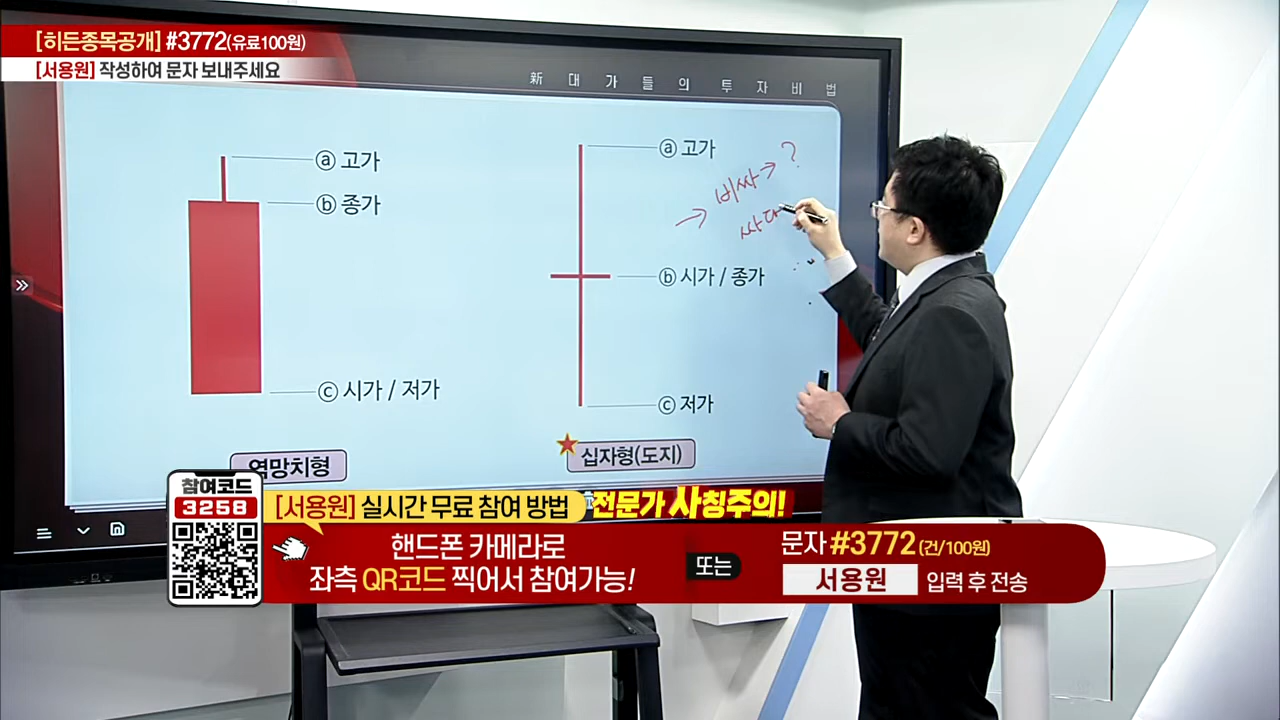 [히든종목공개] #3772(유료100원)
[서용원] 작성하여 문자 보내주세요
新 대 가 들 의 투 자 비 법
ⓐ 고가
ⓑ 종가
ⓒ 시가 / 저가
역망치형
ⓐ 고가
ⓑ 시가 / 종가
ⓒ 저가
십자형(도지)
→ 비싸 → ?
싸다
참여코드
3258
[서용원] 실시간 무료 참여 방법
전문가 사칭주의!
핸드폰 카메라로
좌측 QR코드 찍어서 참여가능!
또는
문자 #3772 (건/100원)
서용원 입력 후 전송